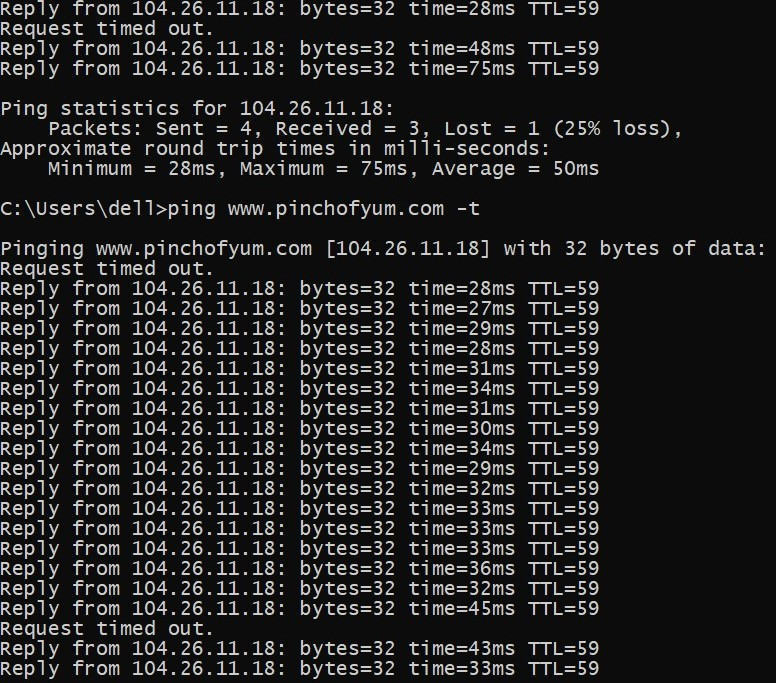 Reply from 104.26.11.18: bytes=32 time=28ms TTL=59
Request timed out.
Reply from 104.26.11.18: bytes=32 time=48ms TTL=59
Reply from 104.26.11.18: bytes=32 time=75ms TTL=59

Ping statistics for 104.26.11.18:
    Packets: Sent = 4, Received = 3, Lost = 1 (25% loss),
Approximate round trip times in milli-seconds:
    Minimum = 28ms, Maximum = 75ms, Average = 50ms

C:\Users\dell>ping www.pinchofyum.com -t

Pinging www.pinchofyum.com [104.26.11.18] with 32 bytes of data:
Request timed out.
Reply from 104.26.11.18: bytes=32 time=28ms TTL=59
Reply from 104.26.11.18: bytes=32 time=27ms TTL=59
Reply from 104.26.11.18: bytes=32 time=29ms TTL=59
Reply from 104.26.11.18: bytes=32 time=28ms TTL=59
Reply from 104.26.11.18: bytes=32 time=31ms TTL=59
Reply from 104.26.11.18: bytes=32 time=34ms TTL=59
Reply from 104.26.11.18: bytes=32 time=31ms TTL=59
Reply from 104.26.11.18: bytes=32 time=30ms TTL=59
Reply from 104.26.11.18: bytes=32 time=34ms TTL=59
Reply from 104.26.11.18: bytes=32 time=29ms TTL=59
Reply from 104.26.11.18: bytes=32 time=32ms TTL=59
Reply from 104.26.11.18: bytes=32 time=33ms TTL=59
Reply from 104.26.11.18: bytes=32 time=33ms TTL=59
Reply from 104.26.11.18: bytes=32 time=33ms TTL=59
Reply from 104.26.11.18: bytes=32 time=36ms TTL=59
Reply from 104.26.11.18: bytes=32 time=32ms TTL=59
Reply from 104.26.11.18: bytes=32 time=45ms TTL=59
Request timed out.
Reply from 104.26.11.18: bytes=32 time=43ms TTL=59
Reply from 104.26.11.18: bytes=32 time=33ms TTL=59